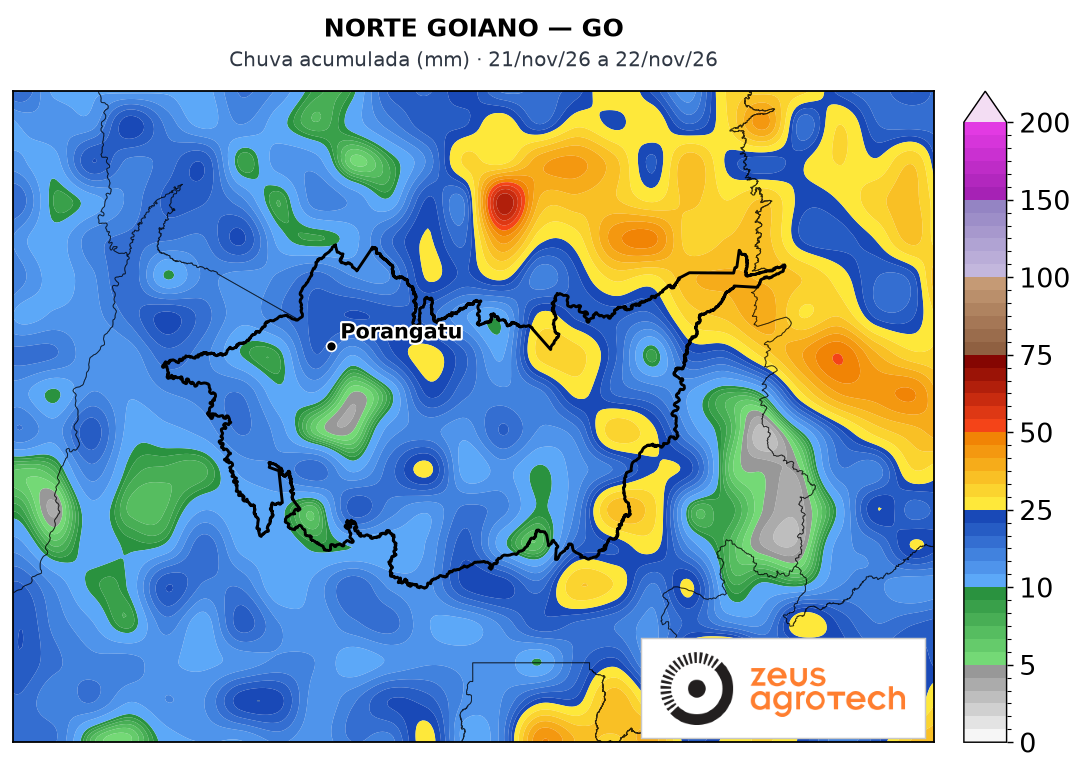 NORTE GOIANO — GO
Chuva acumulada (mm) · 21/nov/26 a 22/nov/26
200
150
100
75
50
25
10
5
0
Porangatu
zeus
agrotech